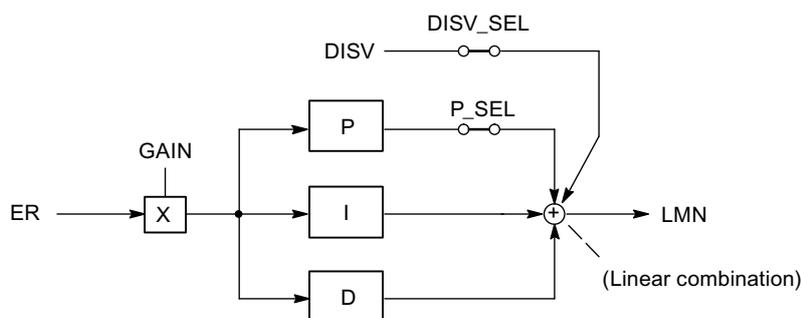 DISV_SEL
DISV
P_SEL
P
GAIN
ER
X
I
+
LMN
(Linear combination)
D